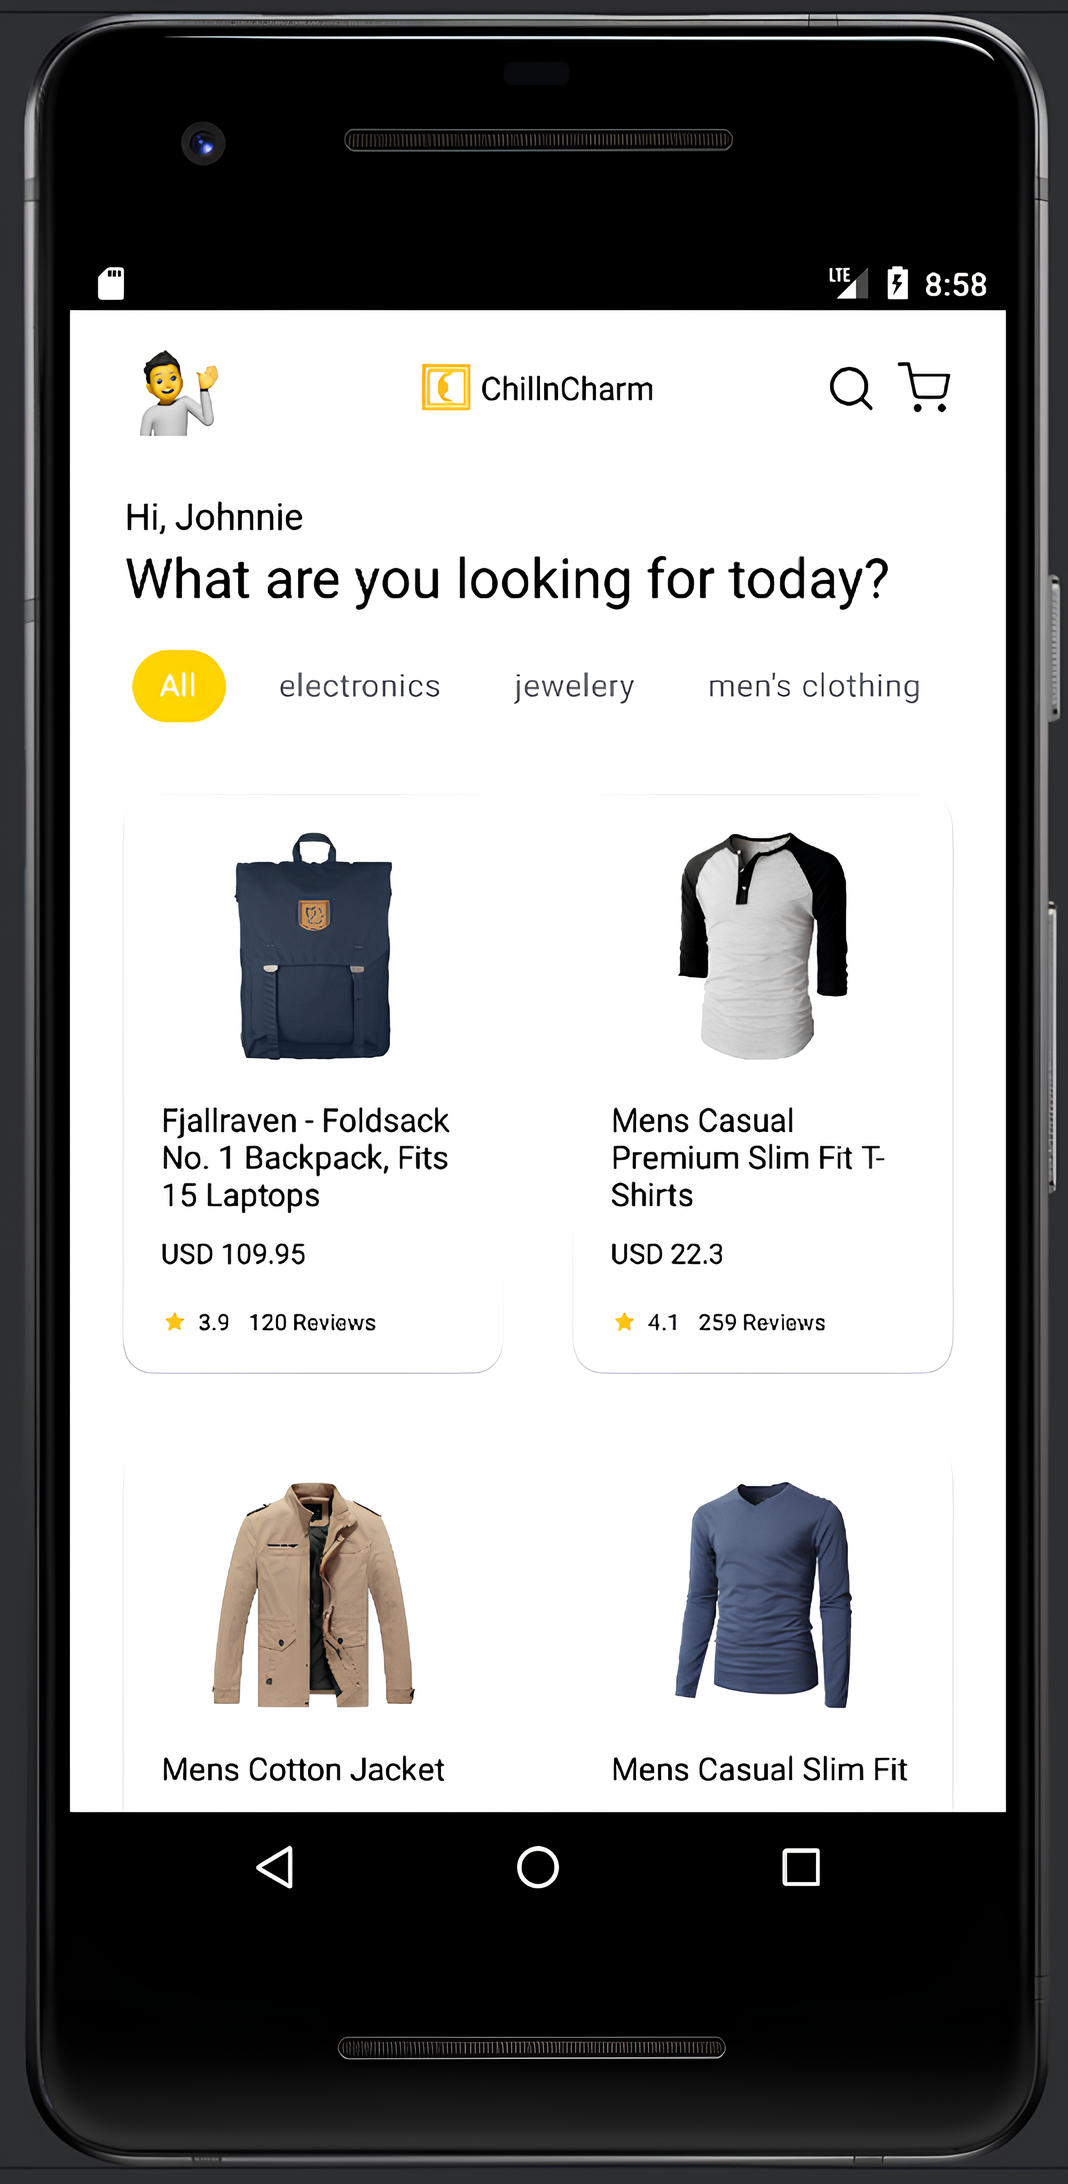 LTE 8:58
ChillnCharm
Hi, Johnnie
What are you looking for today?
All electronics jewelery men's clothing
Fjallraven - Foldsack
No. 1 Backpack, Fits
15 Laptops
USD 109.95
3.9 120 Reviews
Mens Casual
Premium Slim Fit T-
Shirts
USD 22.3
4.1 259 Reviews
Mens Cotton Jacket
Mens Casual Slim Fit